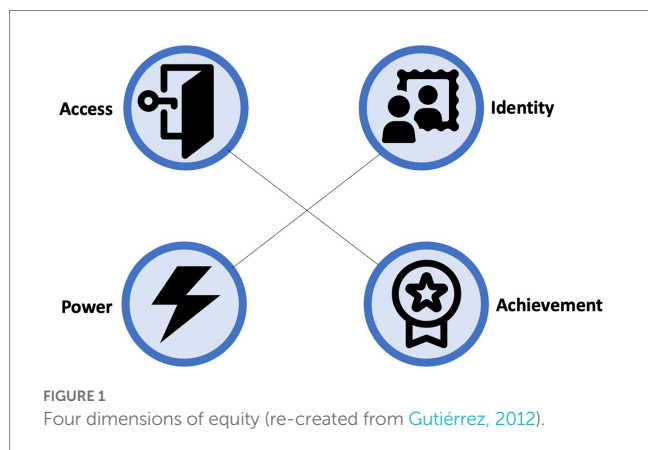 Access
Identity
Power
Achievement
FIGURE 1
Four dimensions of equity (re-created from Gutiérrez, 2012).